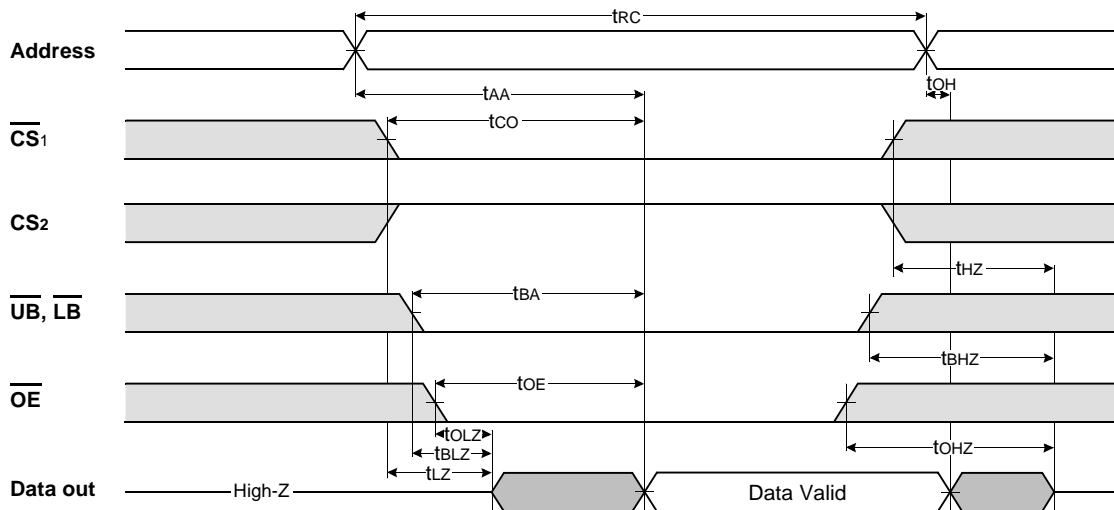 tRC
Address
tOH
tAA
tCO
CS1
CS2
tHZ
tBA
UB, LB
tBHZ
tOE
OE
tOLZ
tOHZ
tBLZ
tLZ
Data out
High-Z
Data Valid